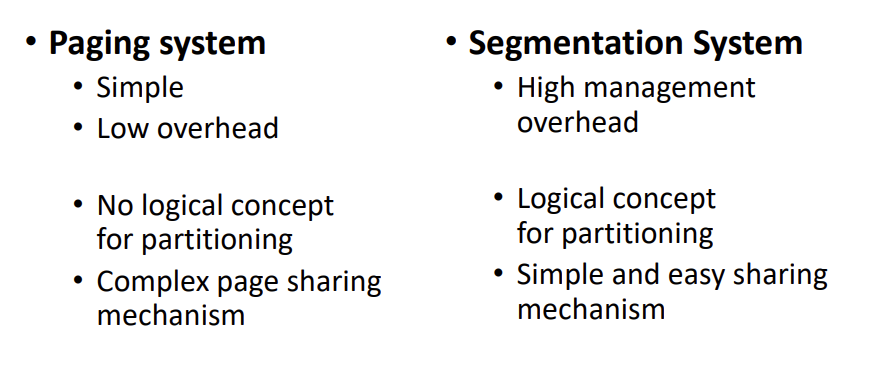 • Paging system
• Simple
• Low overhead
• No logical concept
for partitioning
• Complex page sharing
mechanism
• Segmentation System
• High management
overhead
• Logical concept
for partitioning
• Simple and easy sharing
mechanism